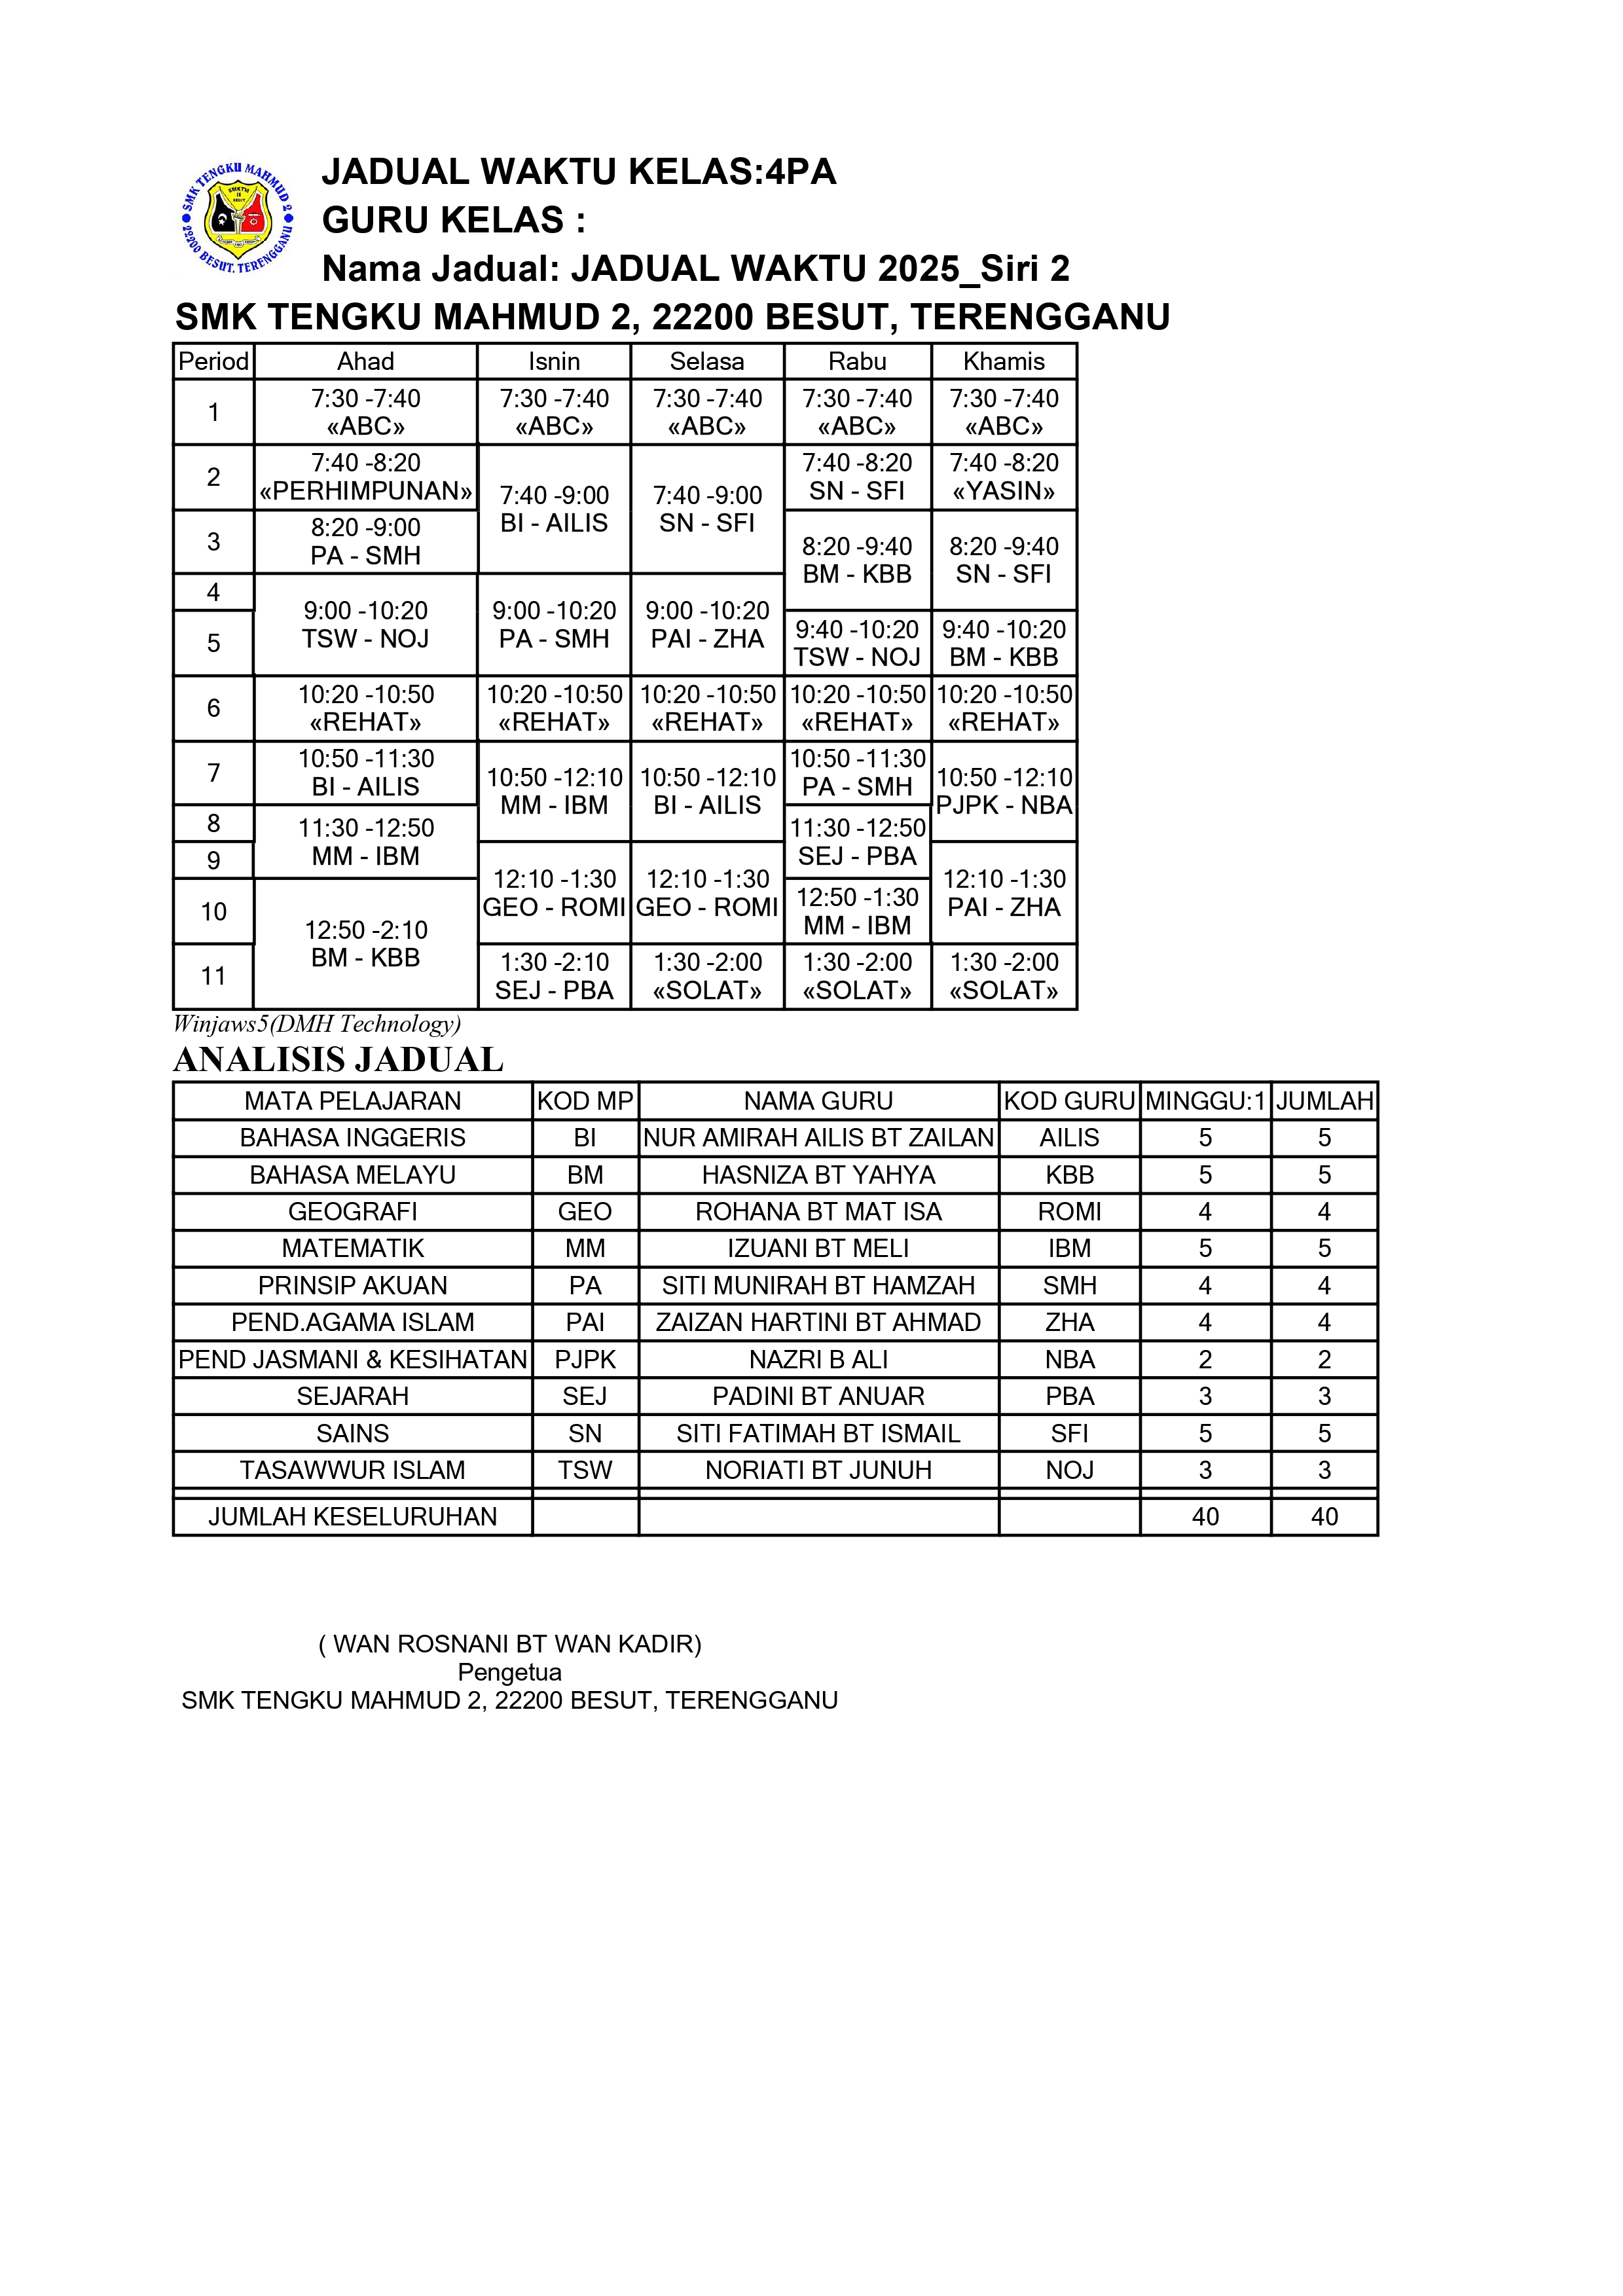 SMK TENGKU MAHMUD 2
22200 BESUT, TERENGGANU
JADUAL WAKTU KELAS:4PA
GURU KELAS :
Nama Jadual: JADUAL WAKTU 2025_Siri 2
SMK TENGKU MAHMUD 2, 22200 BESUT, TERENGGANU
Period Ahad Isnin Selasa Rabu Khamis
1
7:30 -7:40 7:30 -7:40 7:30 -7:40 7:30 -7:40 7:30 -7:40
«ABC» «ABC» «ABC» «ABC» «ABC»
2
7:40 -8:20
«PERHIMPUNAN»
7:40 -9:00
BI - AILIS
7:40 -9:00
SN - SFI
7:40 -8:20
SN - SFI
7:40 -8:20
«YASIN»
3
8:20 -9:00
PA - SMH
8:20 -9:40
BM - KBB
8:20 -9:40
SN - SFI
4
9:00 -10:20
TSW - NOJ
9:00 -10:20
PA - SMH
9:00 -10:20
PAI - ZHA
5
9:40 -10:20
TSW - NOJ
9:40 -10:20
BM - KBB
6
10:20 -10:50 10:20 -10:50 10:20 -10:50 10:20 -10:50 10:20 -10:50
«REHAT» «REHAT» «REHAT» «REHAT» «REHAT»
7
10:50 -11:30
BI - AILIS
10:50 -12:10
MM - IBM
10:50 -12:10
BI - AILIS
10:50 -11:30
PA - SMH
10:50 -12:10
PJPK - NBA
8
11:30 -12:50
MM - IBM
11:30 -12:50
SEJ - PBA
9
12:10 -1:30
GEO - ROMI
12:10 -1:30
GEO - ROMI
12:10 -1:30
PAI - ZHA
10
12:50 -2:10
BM - KBB
12:50 -1:30
MM - IBM
11
1:30 -2:10
SEJ - PBA
1:30 -2:00
«SOLAT»
1:30 -2:00
«SOLAT»
1:30 -2:00
«SOLAT»
Winjaws5(DMH Technology)
ANALISIS JADUAL
MATA PELAJARAN KOD MP NAMA GURU KOD GURU MINGGU:1 JUMLAH
BAHASA INGGERIS BI NUR AMIRAH AILIS BT ZAILAN AILIS 5 5
BAHASA MELAYU BM HASNIZA BT YAHYA KBB 5 5
GEOGRAFI GEO ROHANA BT MAT ISA ROMI 4 4
MATEMATIK MM IZUANI BT MELI IBM 5 5
PRINSIP AKUAN PA SITI MUNIRAH BT HAMZAH SMH 4 4
PEND.AGAMA ISLAM PAI ZAIZAN HARTINI BT AHMAD ZHA 4 4
PEND JASMANI & KESIHATAN PJPK NAZRI B ALI NBA 2 2
SEJARAH SEJ PADINI BT ANUAR PBA 3 3
SAINS SN SITI FATIMAH BT ISMAIL SFI 5 5
TASAWWUR ISLAM TSW NORIATI BT JUNUH NOJ 3 3
JUMLAH KESELURUHAN 40 40
( WAN ROSNANI BT WAN KADIR)
Pengetua
SMK TENGKU MAHMUD 2, 22200 BESUT, TERENGGANU